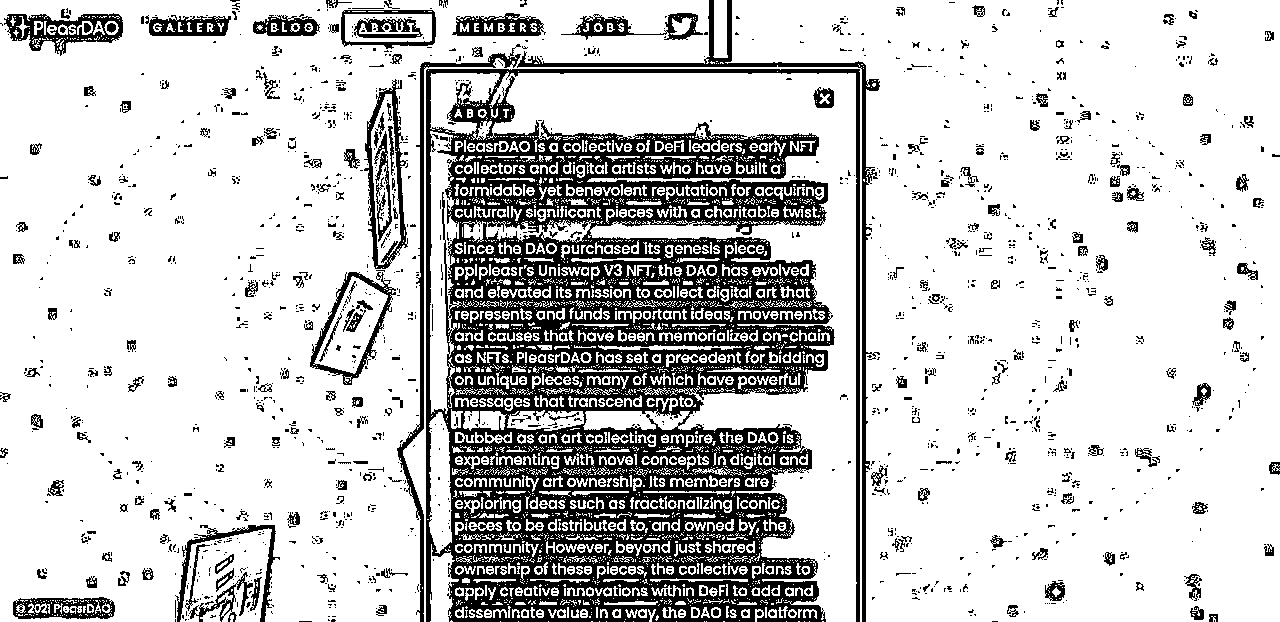 PleasrDAO GALLERY BLOG ABOUT MEMBERS JOBS
ABOUT
PleasrDAO is a collective of DeFi leaders, early NFT
collectors and digital artists who have built a
formidable yet benevolent reputation for acquiring
culturally significant pieces with a charitable twist.
Since the DAO purchased its genesis piece,
pplpleasr's Uniswap V3 NFT, the DAO has evolved
and elevated its mission to collect digital art that
represents and funds important ideas, movements
and causes that have been memorialized on-chain
as NFTs. PleasrDAO has set a precedent for bidding
on unique pieces, many of which have powerful
messages that transcend crypto.
Dubbed as an art collecting empire, the DAO is
experimenting with novel concepts in digital and
community art ownership. Its members are
exploring ideas such as fractionalizing iconic
pieces to be distributed to, and owned by, the
community. However, beyond just shared
ownership of these pieces, the collective plans to
apply creative innovations within DeFi to add and
disseminate value. In a way, the DAO is a platform
© 2021 PleasrDAO